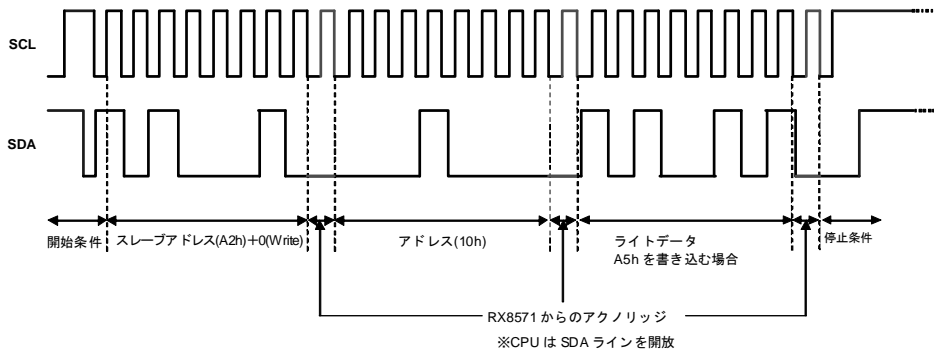 SCL
SDA
開始条件
スレーブアドレス(A2h)+0(Write)
アドレス(10h)
ライトデータ
A5h を書き込む場合
停止条件
RX8571 からのアクノリッジ
※CPU は SDA ラインを開放